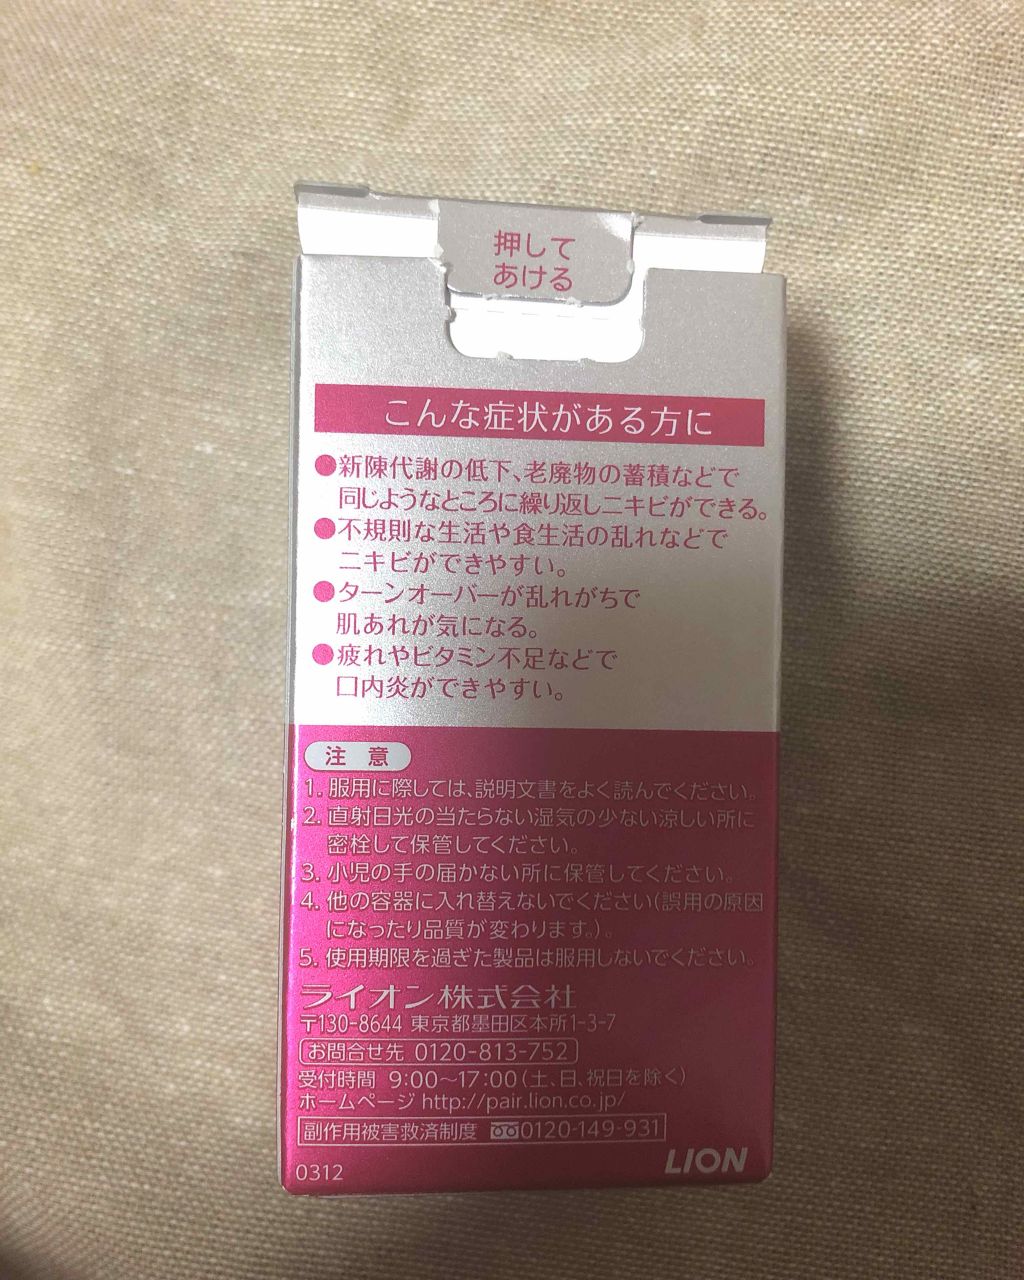 押して
あける
こんな症状がある方に
●新陳代謝の低下、老廃物の蓄積などで
同じようなところに繰り返しニキビができる。
●不規則な生活や食生活の乱れなどで
ニキビができやすい。
●ターンオーバーが乱れがちで
肌あれが気になる。
●疲れやビタミン不足などで
口内炎ができやすい。
注 意
1. 服用に際しては、説明文書をよく読んでください。
2. 直射日光の当たらない湿気の少ない涼しい所に
密栓して保管してください。
3. 小児の手の届かない所に保管してください。
4. 他の容器に入れ替えないでください(誤用の原因
になったり品質が変わります。)。
5. 使用期限を過ぎた製品は服用しないでください。
ライオン株式会社
〒130-8644 東京都墨田区本所1-3-7
お問合せ先 0120-813-752
受付時間 9:00~17:00(土、日、祝日を除く)
ホームページ http://pair.lion.co.jp/
副作用被害救済制度 0120-149-931
0312
LION